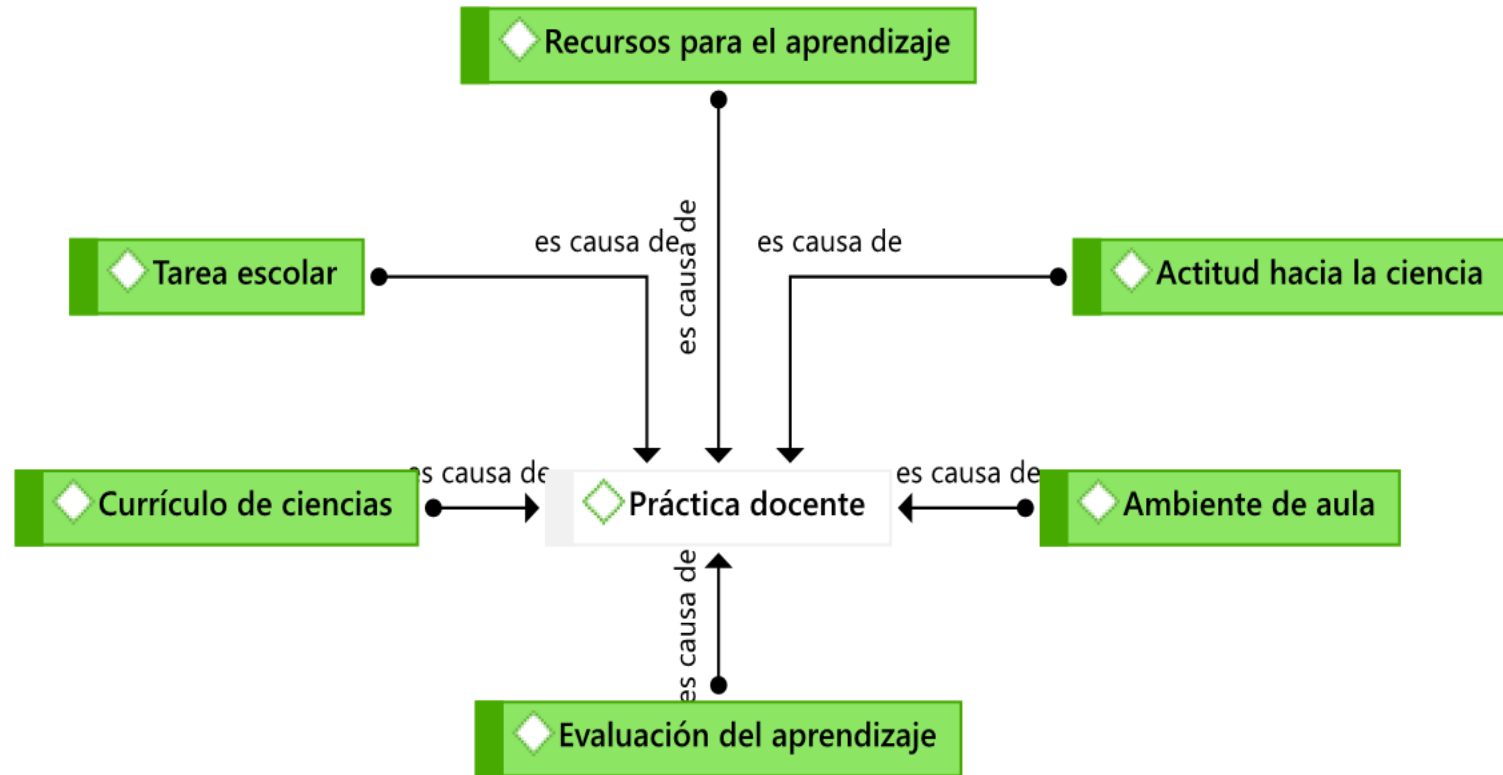 Recursos para el aprendizaje
es causa de
es causa de
es causa de
Tarea escolar
Actitud hacia la ciencia
es causa de
es causa de
Currículo de ciencias
Práctica docente
Ambiente de aula
es causa de
Evaluación del aprendizaje